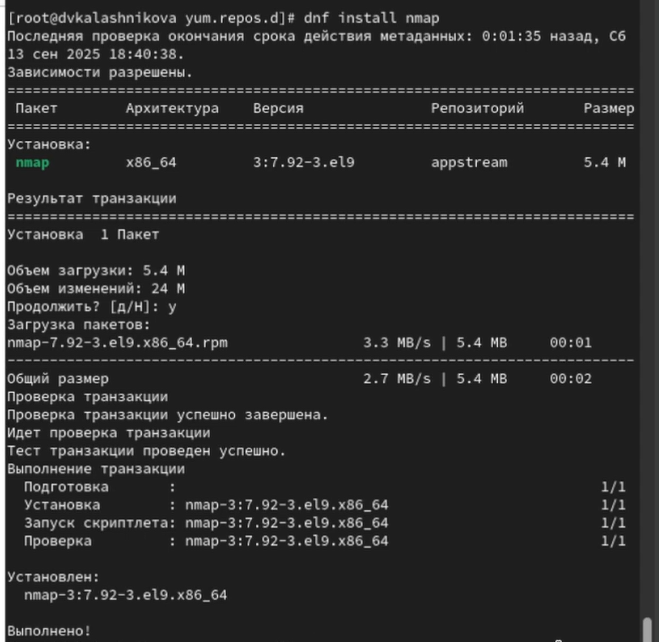 [root@dvkalashnikova yum.repos.d]# dnf install nmap
Последняя проверка окончания срока действия метаданных: 0:01:35 назад, Сб
13 сен 2025 18:40:38.
Зависимости разрешены.
================================================================================
Пакет Архитектура Версия Репозиторий Размер
================================================================================
Установка:
nmap x86_64 3:7.92-3.el9 appstream 5.4 M
Результат транзакции
================================================================================
Установка 1 Пакет
Объем загрузки: 5.4 M
Объем изменений: 24 M
Продолжить? [д/Н]: y
Загрузка пакетов:
nmap-7.92-3.el9.x86_64.rpm 3.3 MB/s | 5.4 MB 00:01
--------------------------------------------------------------------------------
Общий размер 2.7 MB/s | 5.4 MB 00:02
Проверка транзакции
Проверка транзакции успешно завершена.
Идет проверка транзакции
Тест транзакции проведен успешно.
Выполнение транзакции
Подготовка : 1/1
Установка : nmap-3:7.92-3.el9.x86_64 1/1
Запуск скриптлета: nmap-3:7.92-3.el9.x86_64 1/1
Проверка : nmap-3:7.92-3.el9.x86_64 1/1
Установлен:
nmap-3:7.92-3.el9.x86_64
Выполнено!